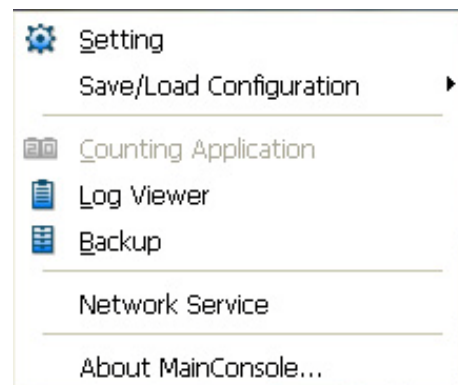 Setting
Save/Load Configuration
Counting Application
Log Viewer
Backup
Network Service
About MainConsole...